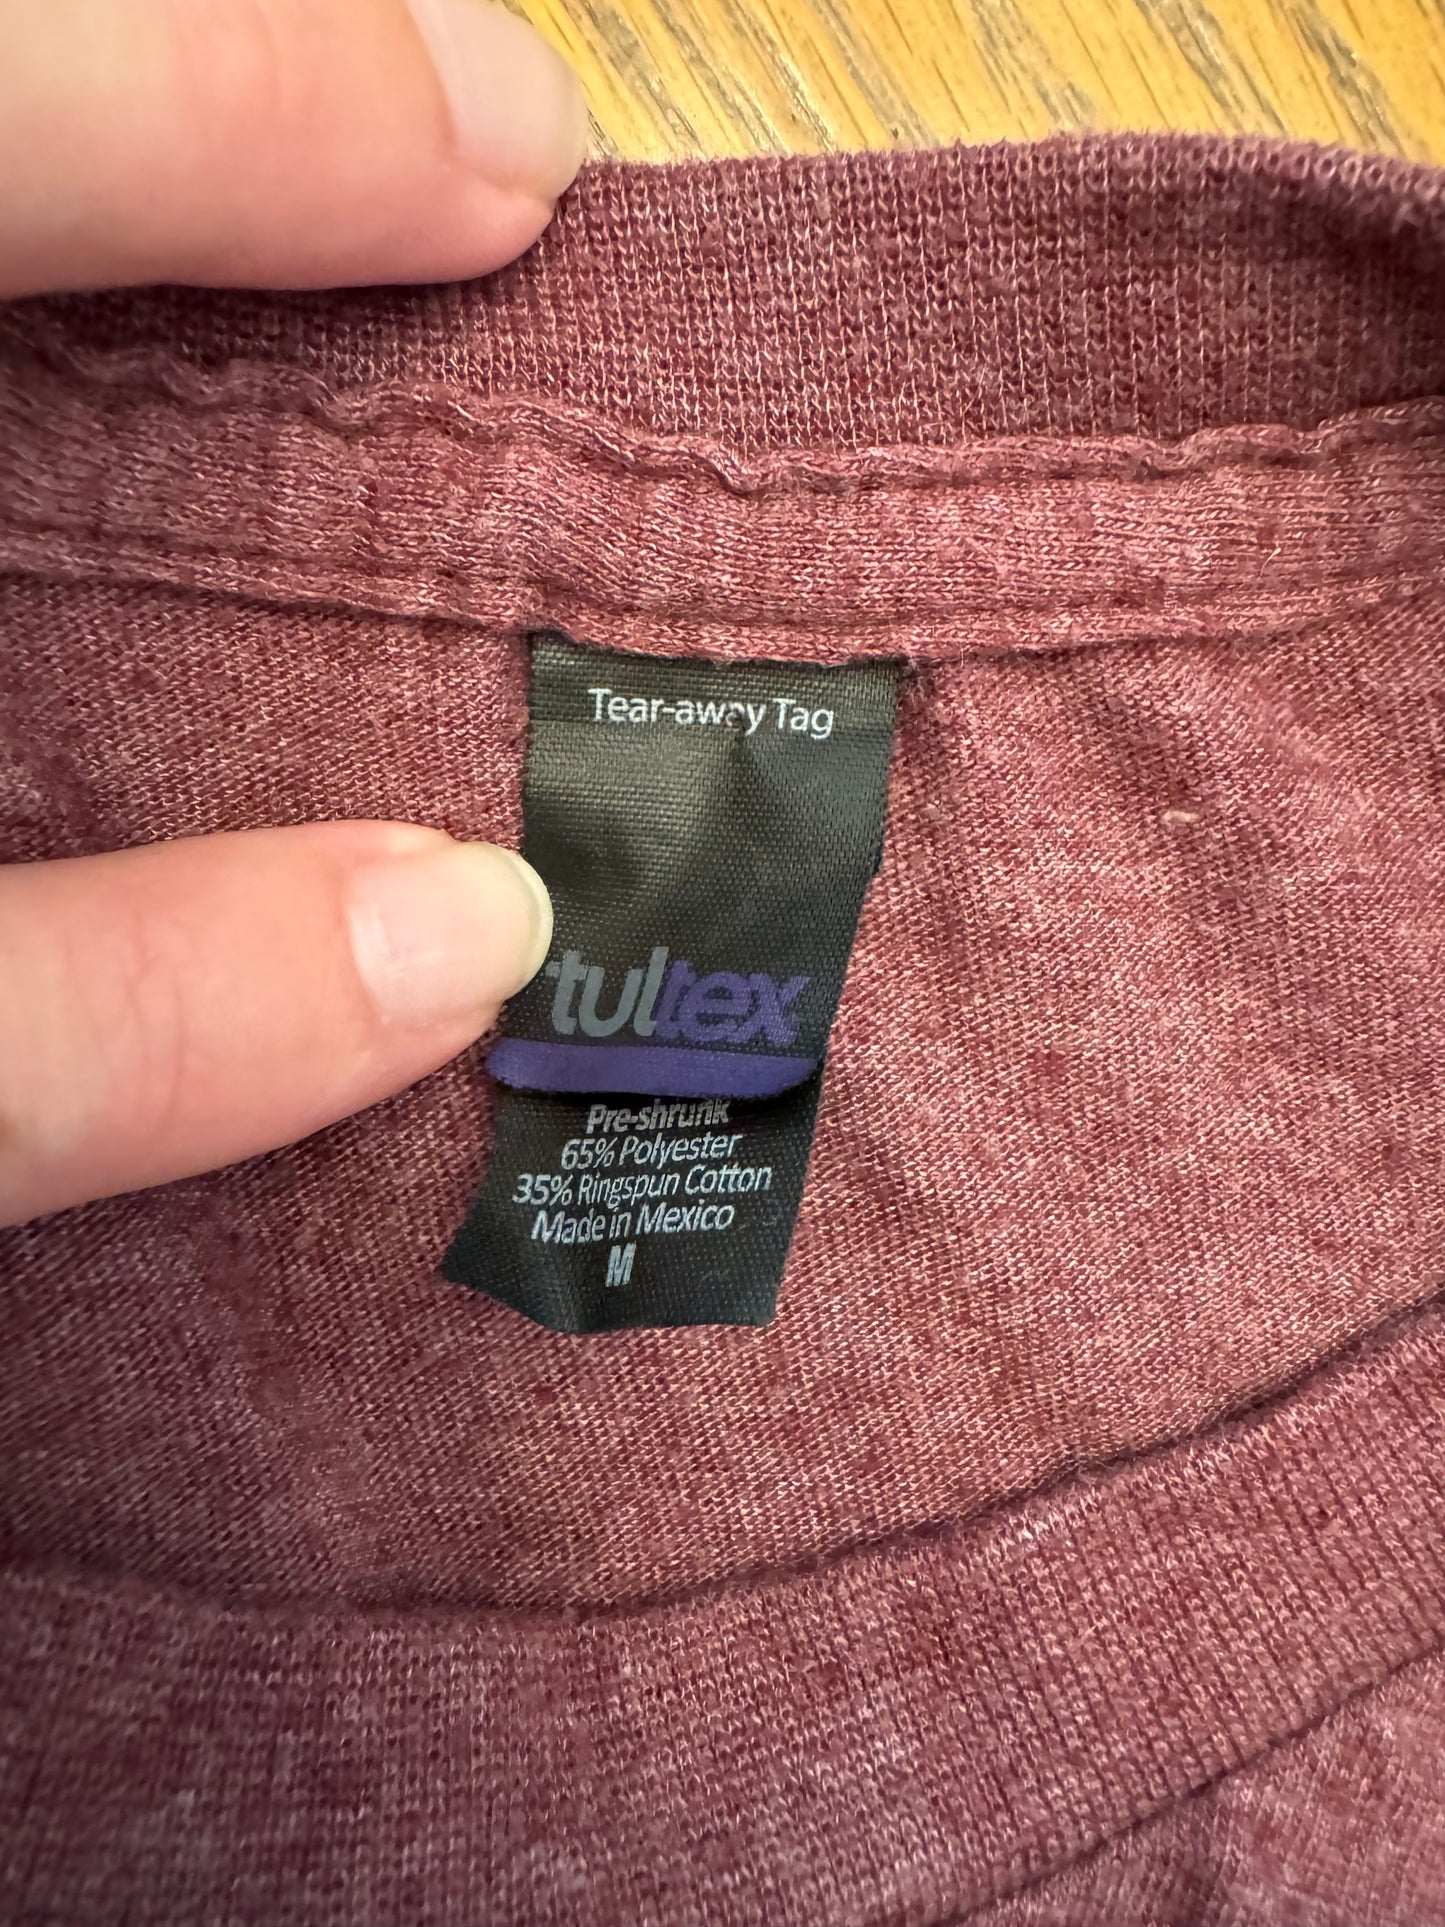 Tear-away Tag
tultex
Pre-shrunk
65% Polyester
35% Ringspun Cotton
Made in Mexico
M